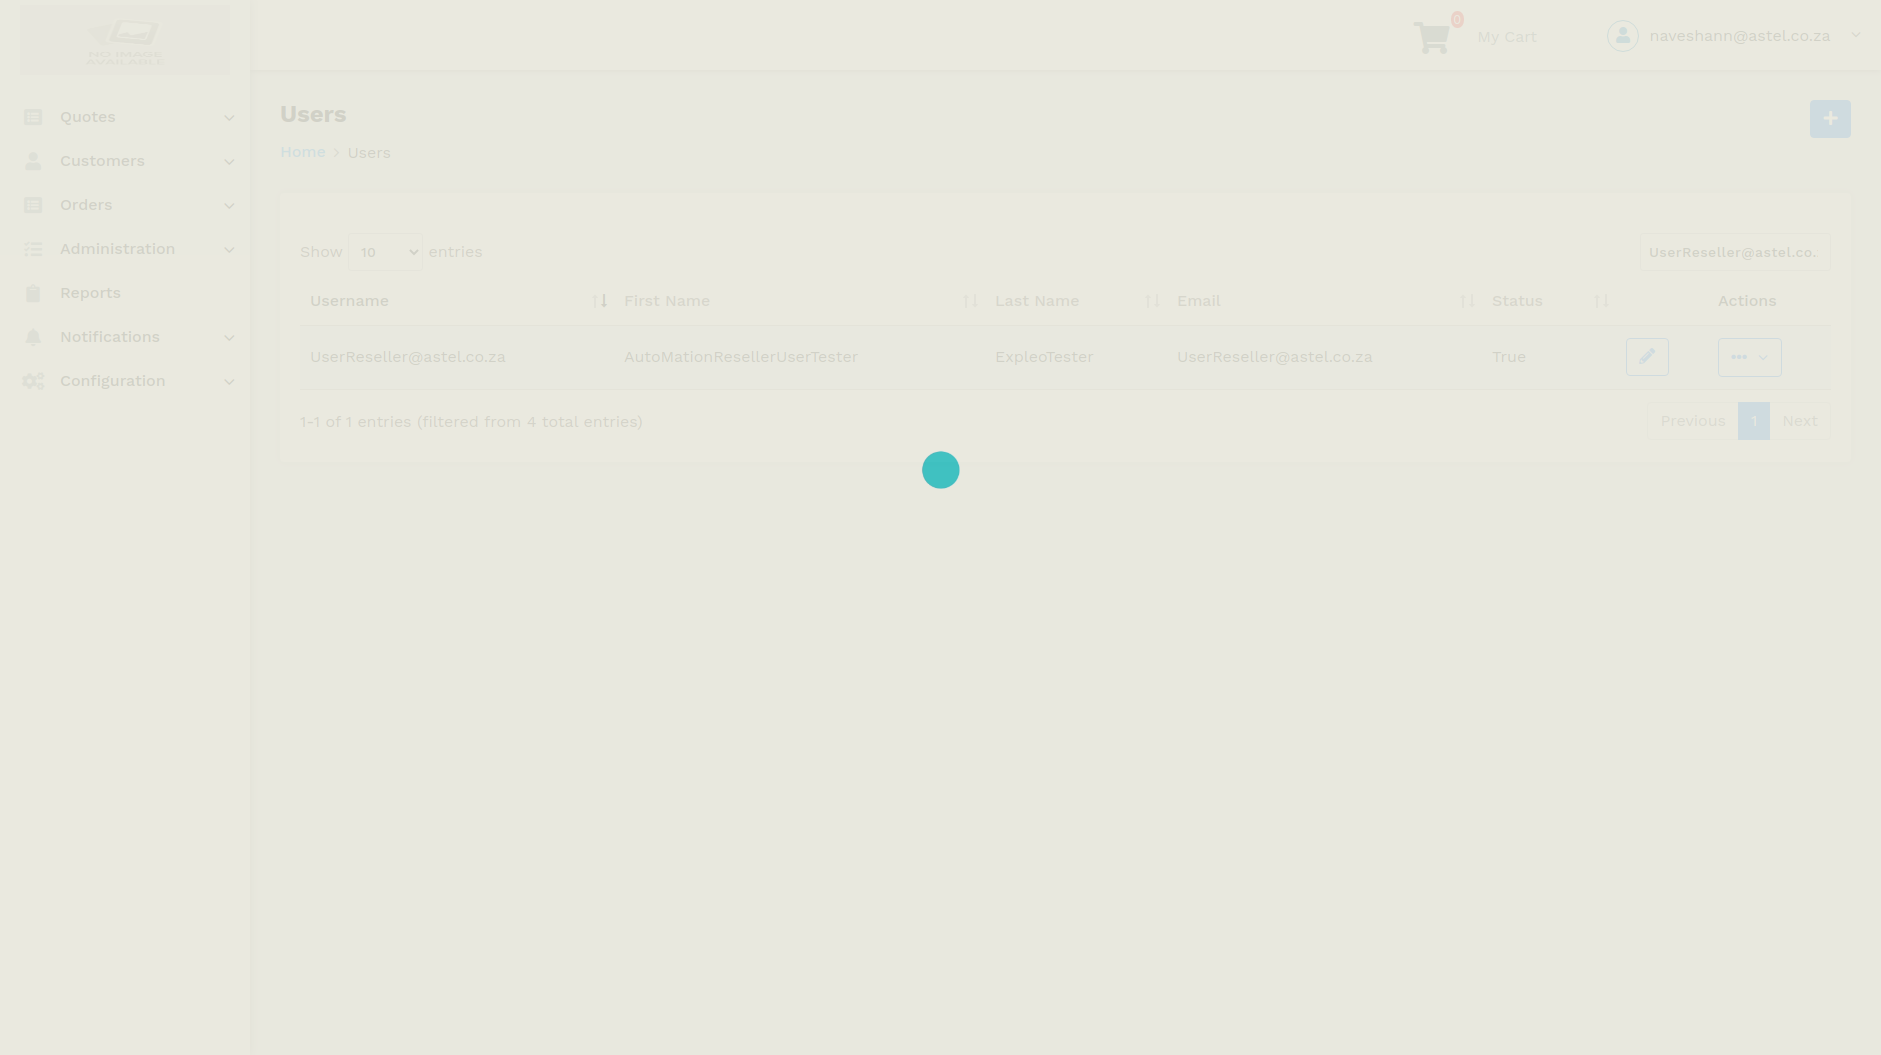 NO IMAGE
AVAILABLE
0
My Cart
naveshann@astel.co.za
Quotes
Customers
Orders
Administration
Reports
Notifications
Configuration
Users
Home > Users
Show 10 entries
UserReseller@astel.co.
Username First Name Last Name Email Status Actions
UserReseller@astel.co.za AutoMationResellerUserTester ExpleoTester UserReseller@astel.co.za True
1-1 of 1 entries (filtered from 4 total entries)
Previous 1 Next